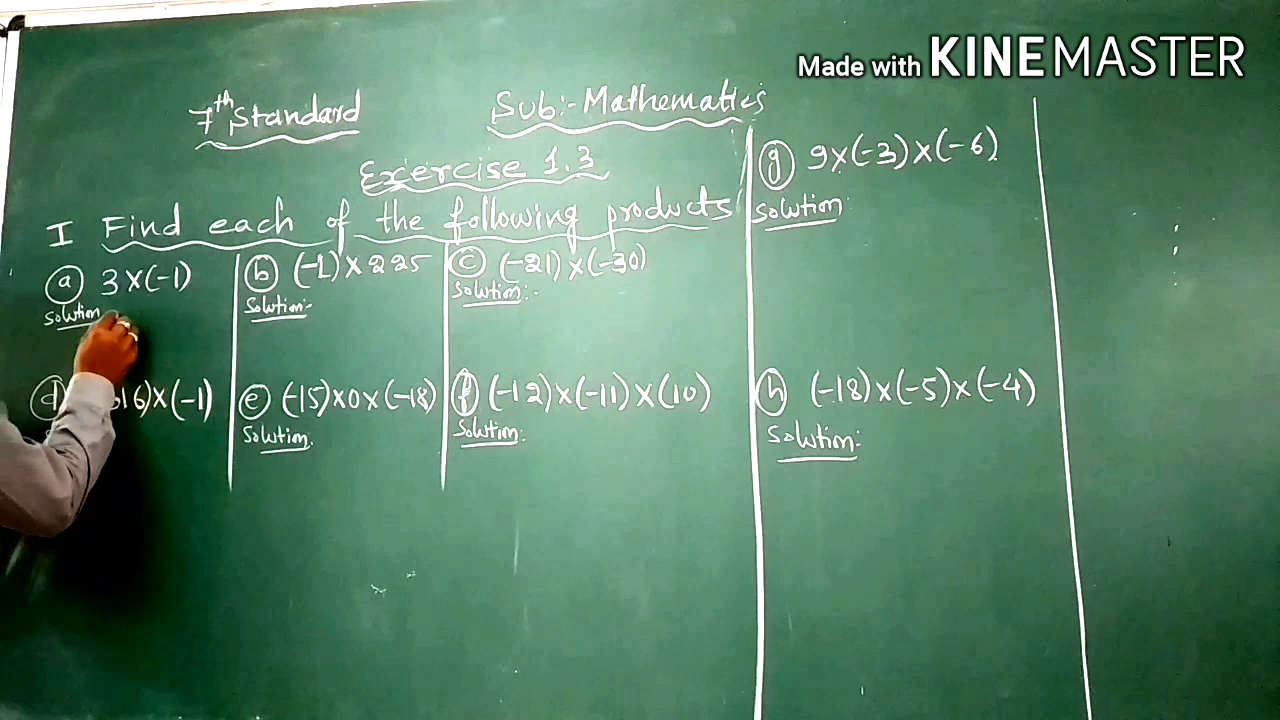 Made with KINEMASTER
7th Standard Sub:- Mathematics
Exercise 1.3
I Find each of the following products
a 3×(-1)
Solution
b (-1)×225
Solution:-
c (-21)×(-30)
Solution:-
d 16)×(-1)
e (-15)×0×(-18)
Solution:
f (-12)×(-11)×(10)
Solution:
g 9×(-3)×(-6)
Solution
h (-18)×(-5)×(-4)
Solution: